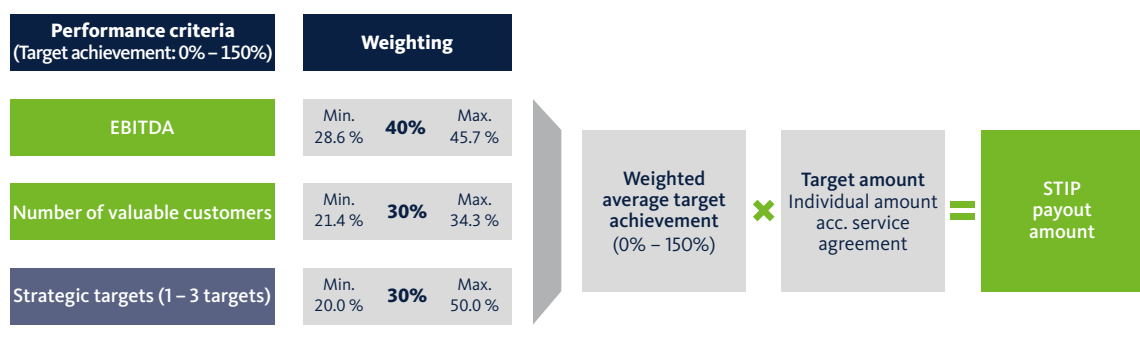 Performance criteria
(Target achievement: 0% – 150%)
Weighting
EBITDA
Min.
28.6 %
40%
Max.
45.7 %
Number of valuable customers
Min.
21.4 %
30%
Max.
34.3 %
Strategic targets (1 – 3 targets)
Min.
20.0 %
30%
Max.
50.0 %
Weighted
average target
achievement
(0% – 150%)
×
Target amount
Individual amount
acc. service
agreement
=
STIP
payout
amount